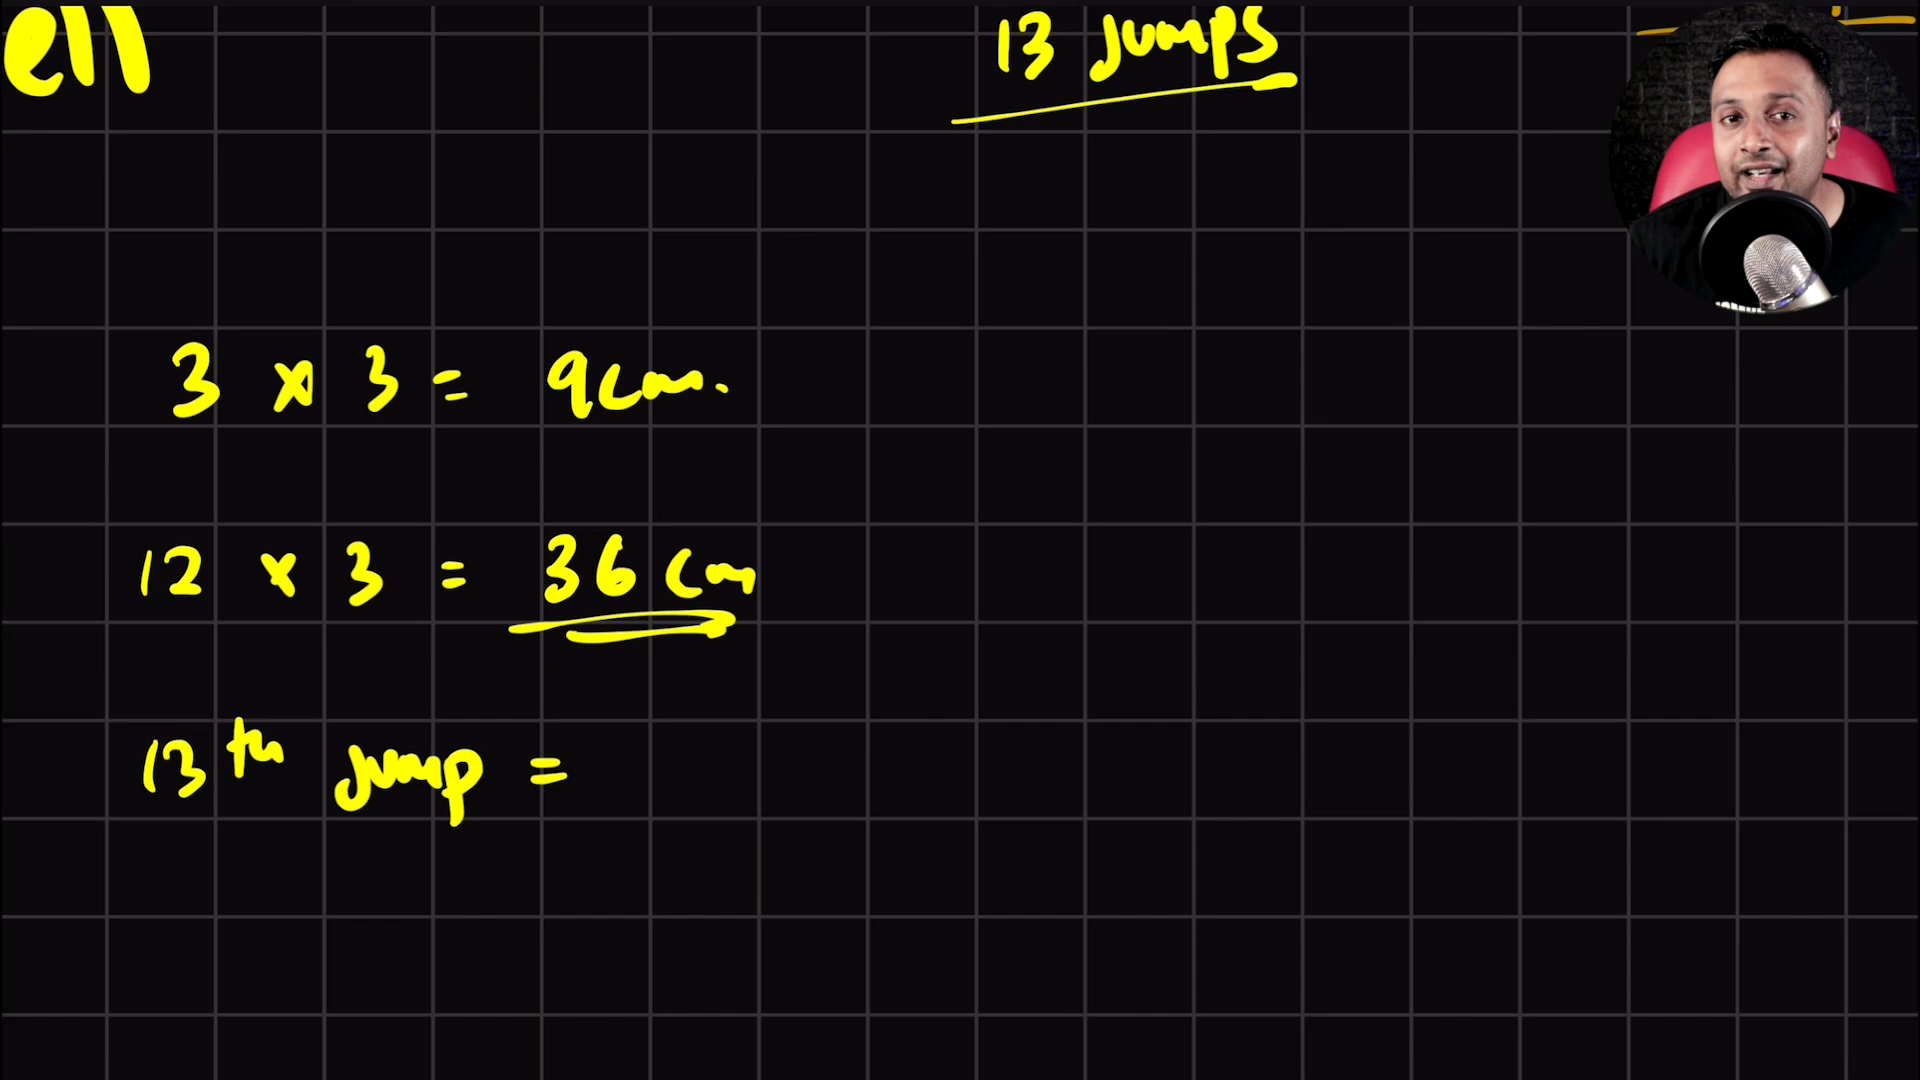 ell
13 Jumps
3 x 3 = 9cm.
12 x 3 = 36 cm
13th jump =